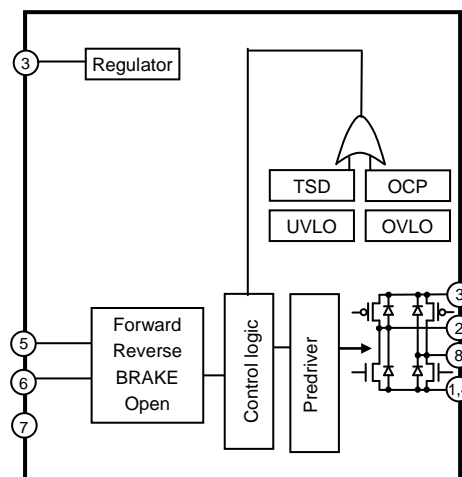 3
Regulator
TSD
OCP
UVLO
OVLO
3
2
8
5
6
7
Forward
Reverse
BRAKE
Open
Control logic
Predriver